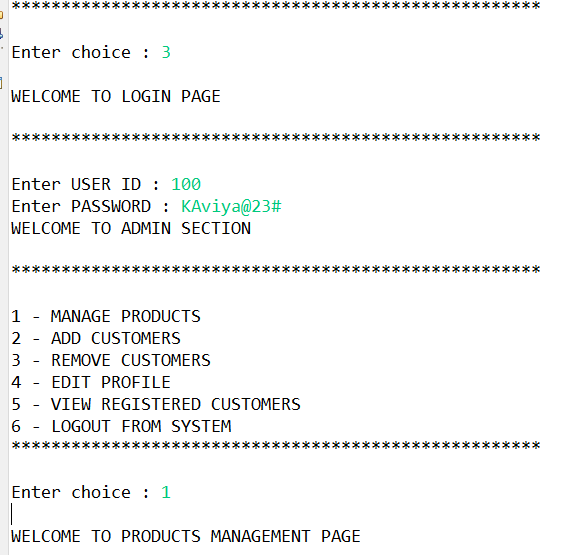 *****************************************************
Enter choice : 3
WELCOME TO LOGIN PAGE
*****************************************************
Enter USER ID : 100
Enter PASSWORD : KAviya@23#
WELCOME TO ADMIN SECTION
*****************************************************
1 - MANAGE PRODUCTS
2 - ADD CUSTOMERS
3 - REMOVE CUSTOMERS
4 - EDIT PROFILE
5 - VIEW REGISTERED CUSTOMERS
6 - LOGOUT FROM SYSTEM
*****************************************************
Enter choice : 1
WELCOME TO PRODUCTS MANAGEMENT PAGE